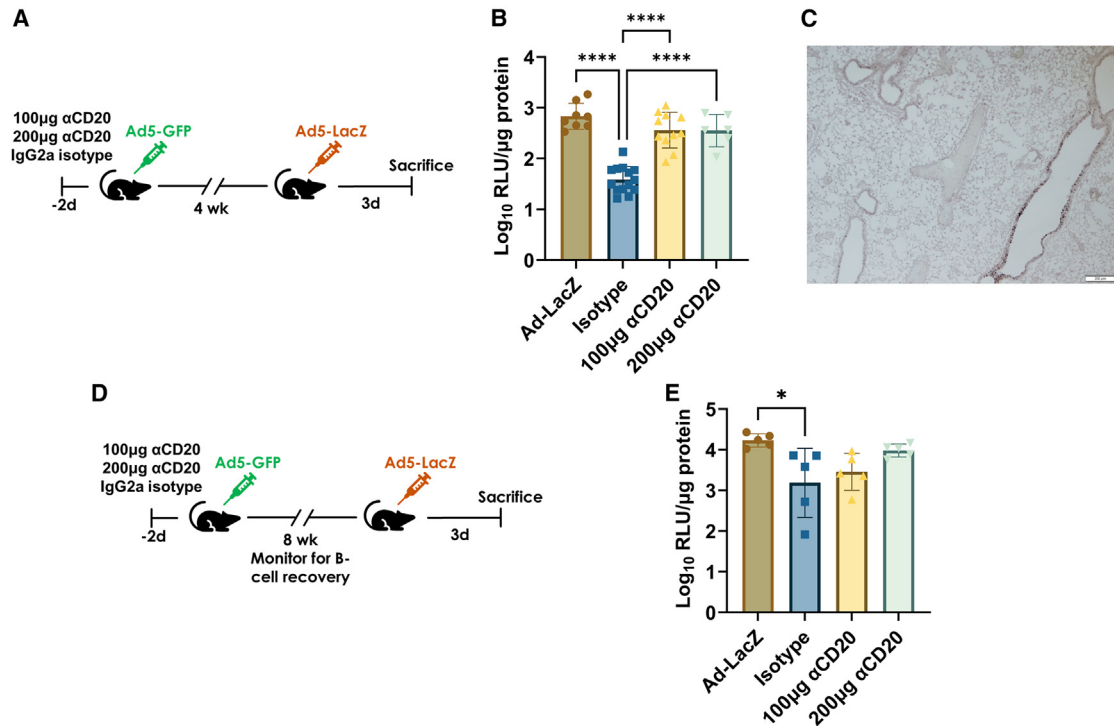 A
100µg αCD20
200µg αCD20
IgG2a isotype
Ad5-GFP
Ad5-LacZ
Sacrifice
-2d
4 wk
3d
B
Log10 RLU/µg protein
4
3
2
1
0
****
****
****
Ad-LacZ
Isotype
100µg αCD20
200µg αCD20
C
D
100µg αCD20
200µg αCD20
IgG2a isotype
Ad5-GFP
Ad5-LacZ
Sacrifice
-2d
8 wk
Monitor for B-
cell recovery
3d
E
Log10 RLU/µg protein
5
4
3
2
1
0
*
Ad-LacZ
Isotype
100µg αCD20
200µg αCD20